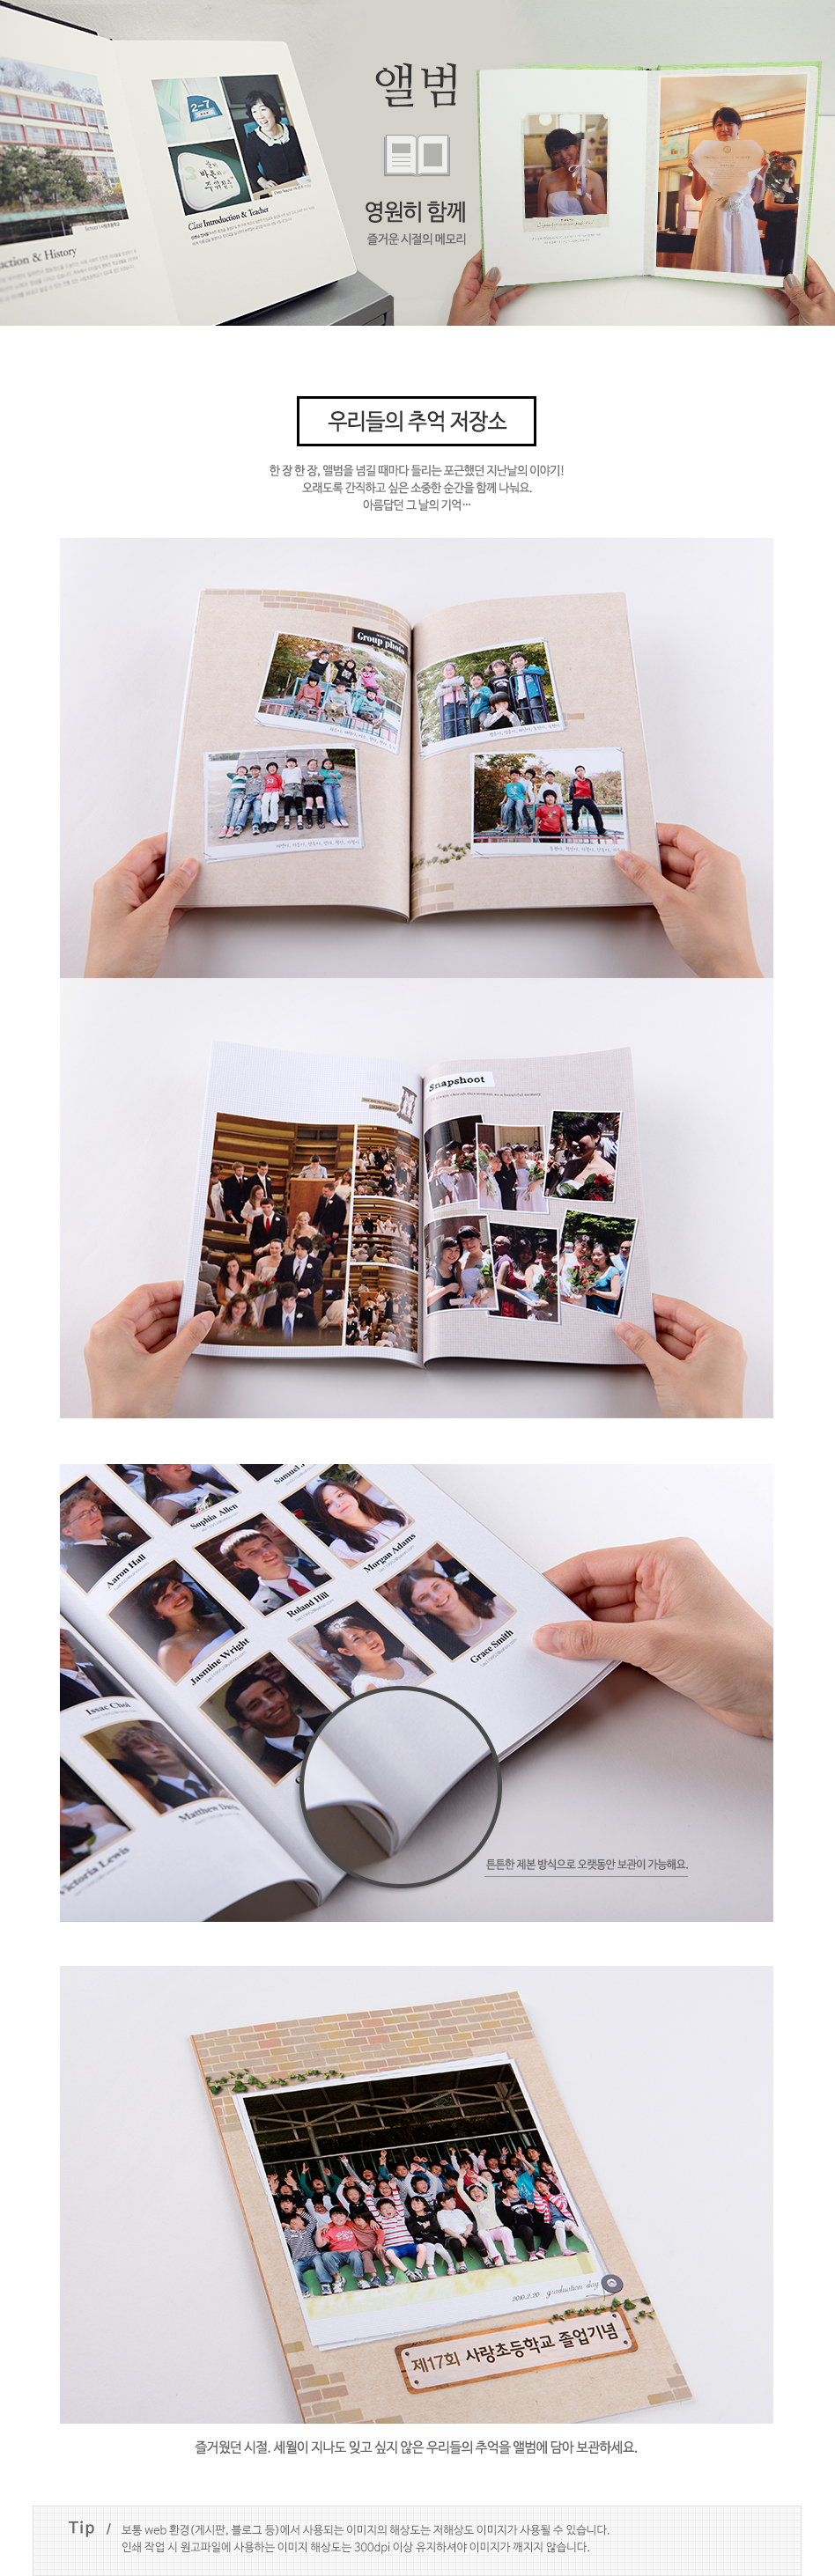 앨범
영원히 함께
즐거운 시절의 메모리
2-7
Class Introduction & Teacher
action & History
우리들의 추억 저장소
한 장 한 장, 앨범을 넘길 때마다 들리는 포근했던 지난날의 이야기!
오래도록 간직하고 싶은 소중한 순간을 함께 나눠요.
아름답던 그 날의 기억…
Group photo
Snapshoot
Samuel
Sophia Allen
Aaron Hall
Morgan Adams
Roland Hill
Jasmine Wright
Grace Smith
Issac Choi
Matthew Davis
Victoria Lewis
튼튼한 제본 방식으로 오랫동안 보관이 가능해요.
2010.2.20 graduation day
제17회 사랑초등학교 졸업기념
즐거웠던 시절. 세월이 지나도 잊고 싶지 않은 우리들의 추억을 앨범에 담아 보관하세요.
Tip / 보통 web 환경(게시판, 블로그 등)에서 사용되는 이미지의 해상도는 저해상도 이미지가 사용될 수 있습니다.
인쇄 작업 시 원고파일에 사용하는 이미지 해상도는 300dpi 이상 유지하셔야 이미지가 깨지지 않습니다.